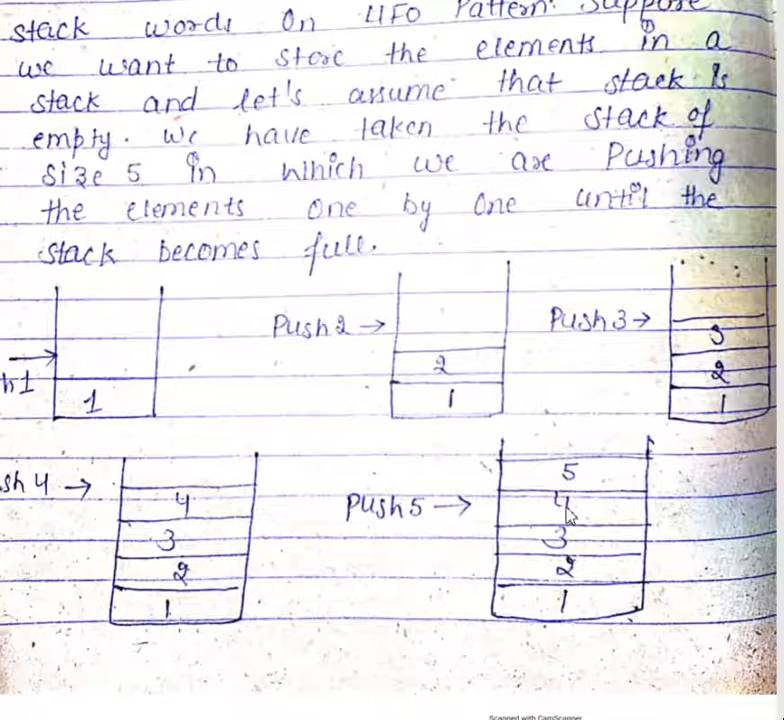 stack words On LIFO Pattern. Suppose
we want to store the elements in a
stack and let's assume that stack is
empty. We have taken the stack of
size 5 in which we are Pushing
the elements one by one until the
stack becomes full.
h1 →
1
Push 2 →
2
1
Push 3 →
3
2
1
sh 4 →
4
3
2
1
Push 5 →
5
4
3
2
1
Scanned with CamScanner